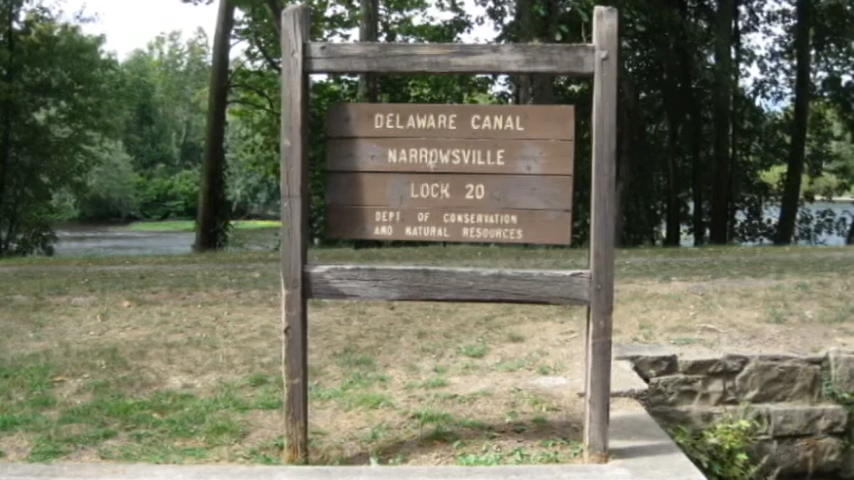 DELAWARE CANAL
NARROWSVILLE
LOCK 20
DEPT OF CONSERVATION
AND NATURAL RESOURCES